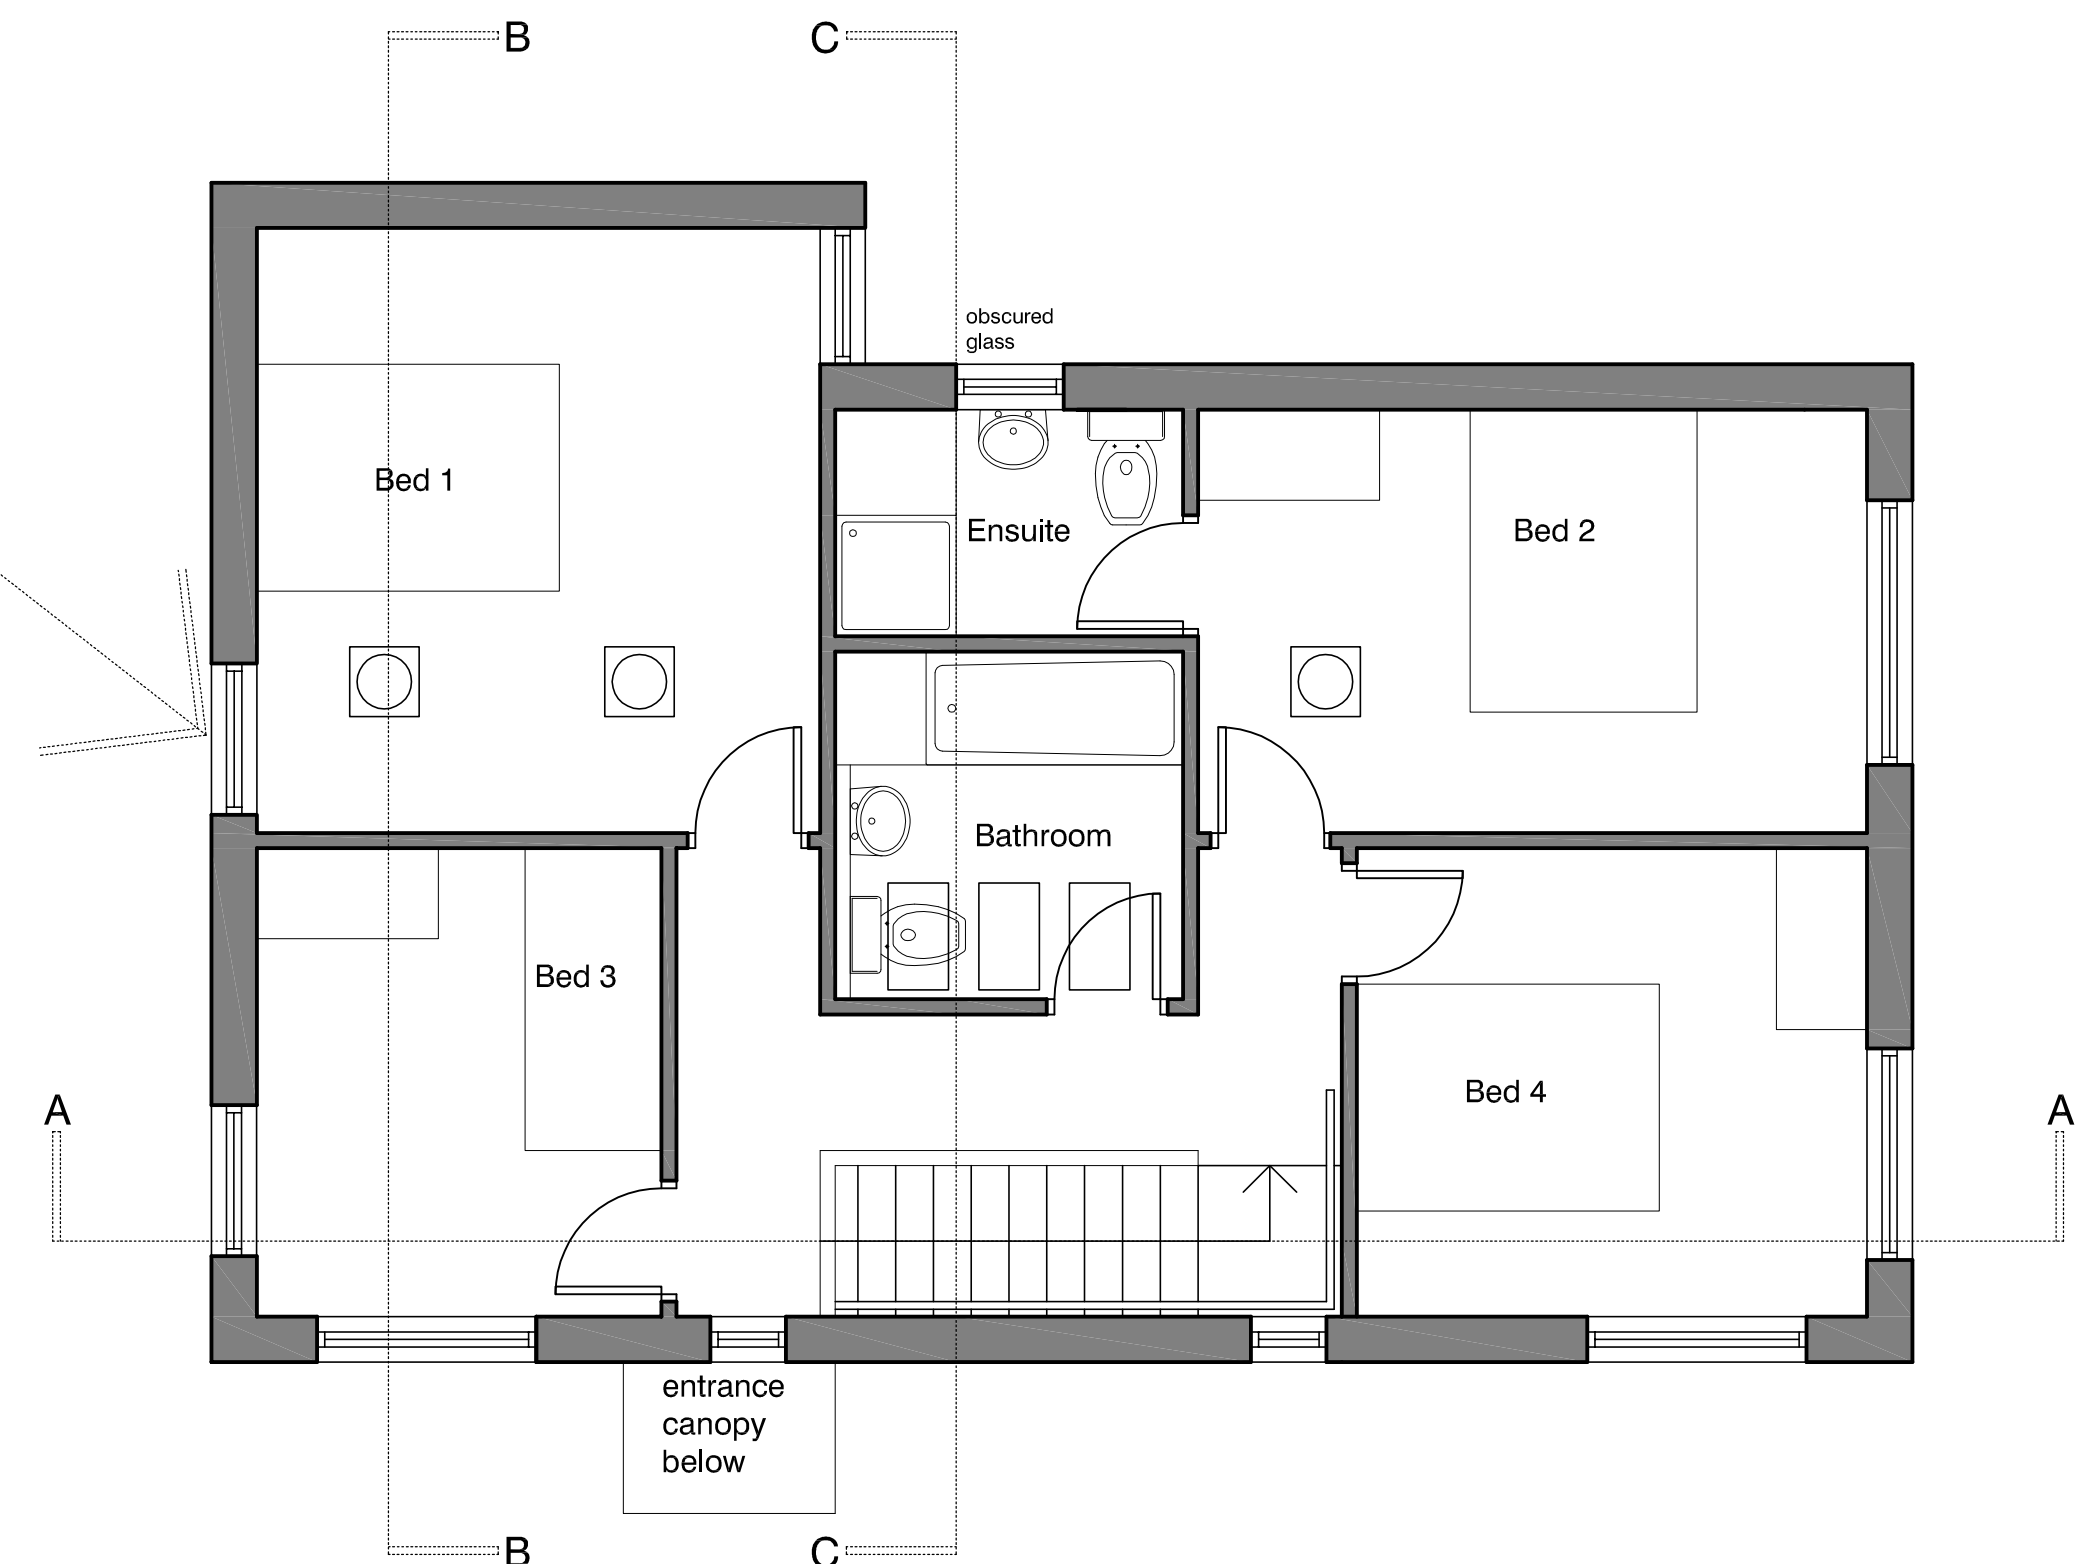 B
C
obscured
glass
Bed 1
Ensuite
Bed 2
Bathroom
Bed 3
Bed 4
A
A
entrance
canopy
below
B
C